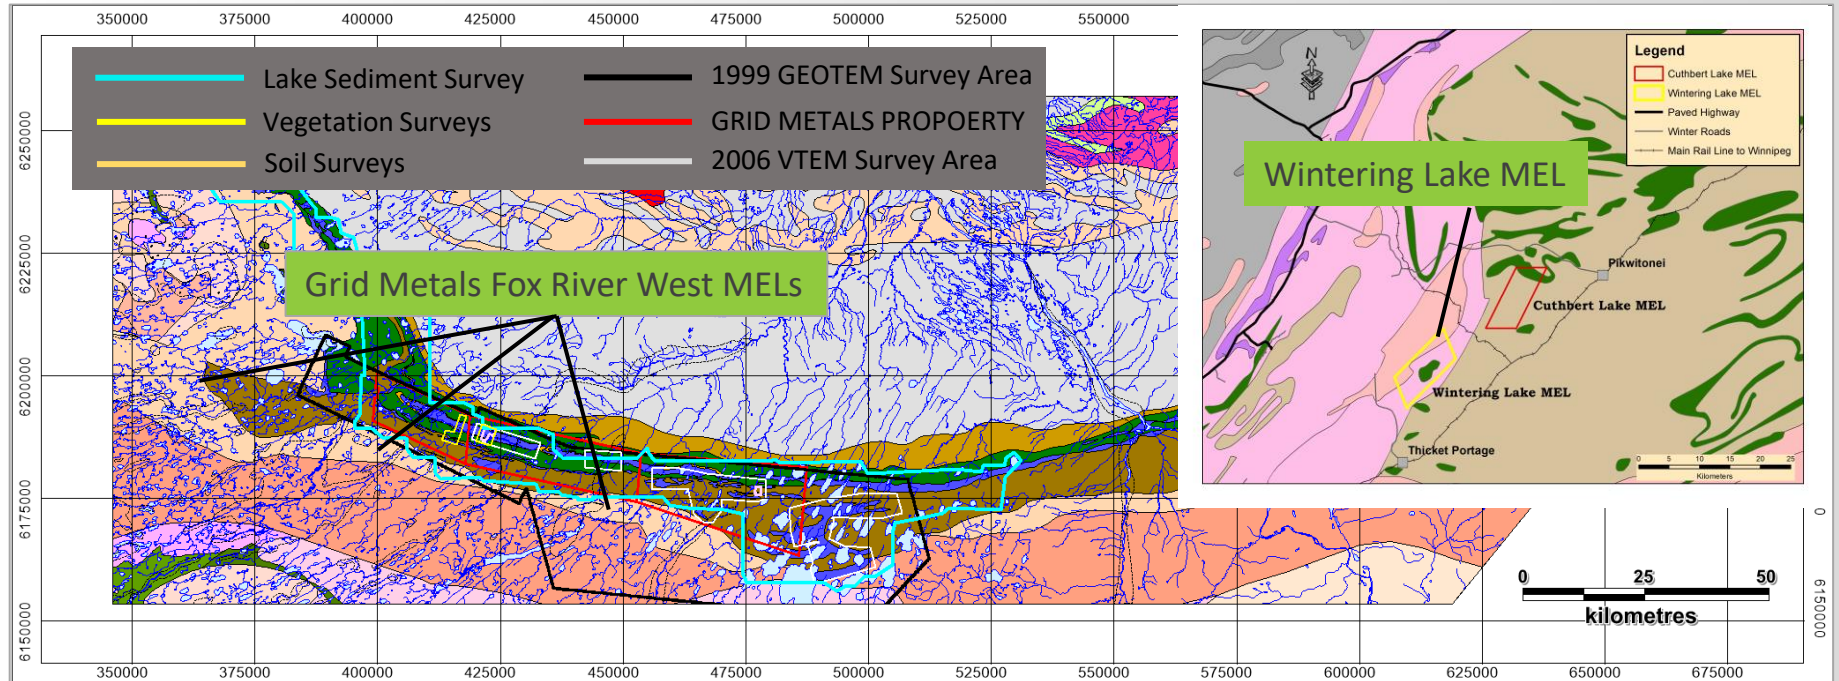 350000 375000 400000 425000 450000 475000 500000 525000 550000
Lake Sediment Survey
Vegetation Surveys
Soil Surveys
1999 GEOTEM Survey Area
GRID METALS PROPOERTY
2006 VTEM Survey Area
Grid Metals Fox River West MELs
6250000
6225000
6200000
6175000
6150000
N
Legend
Cuthbert Lake MEL
Wintering Lake MEL
Paved Highway
Winter Roads
Main Rail Line to Winnipeg
Wintering Lake MEL
Pikwitonei
Cuthbert Lake MEL
Wintering Lake MEL
Thicket Portage
0 5 10 15 20 25
Kilometers
0
6150000
0 25 50
kilometres
350000 375000 400000 425000 450000 475000 500000 525000 550000 575000 600000 625000 650000 675000